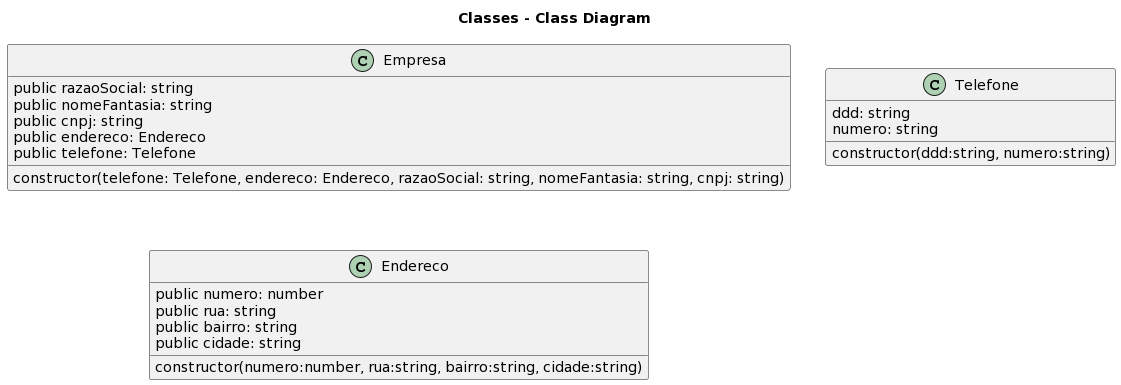 Classes - Class Diagram
C Empresa
public razaoSocial: string
public nomeFantasia: string
public cnpj: string
public endereco: Endereco
public telefone: Telefone
constructor(telefone: Telefone, endereco: Endereco, razaoSocial: string, nomeFantasia: string, cnpj: string)
C Telefone
ddd: string
numero: string
constructor(ddd:string, numero:string)
C Endereco
public numero: number
public rua: string
public bairro: string
public cidade: string
constructor(numero:number, rua:string, bairro:string, cidade:string)